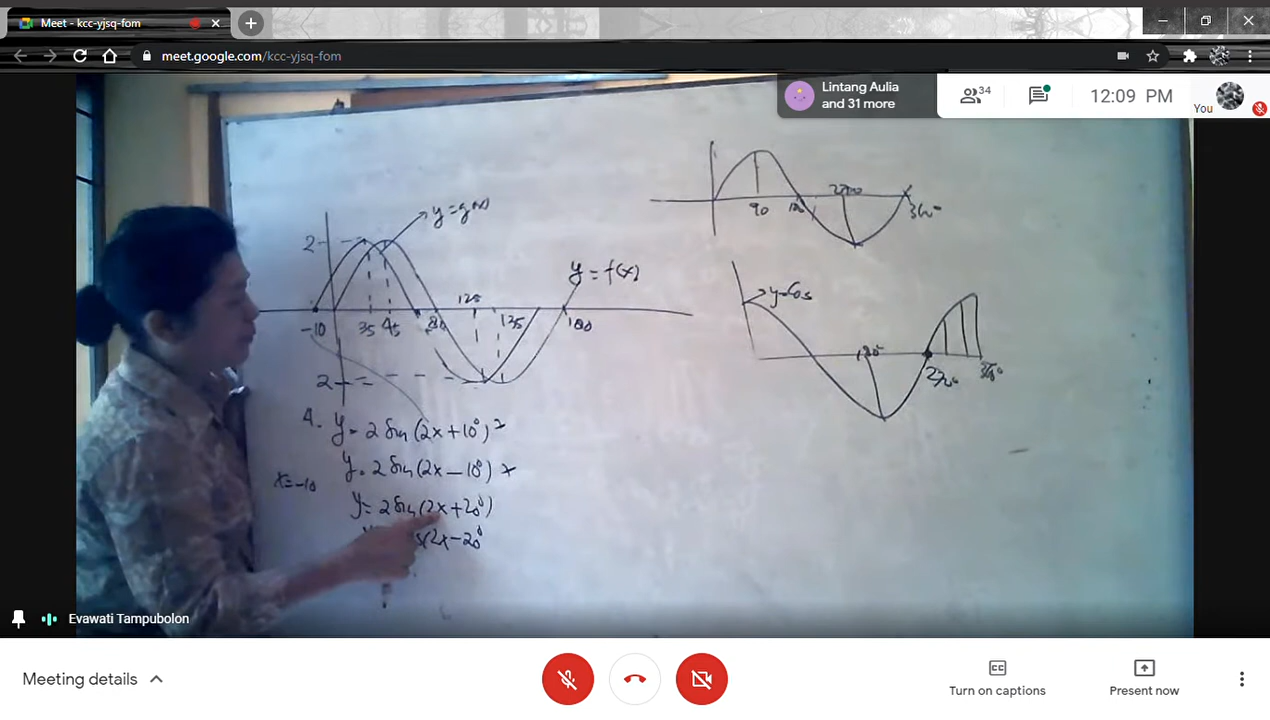 Meet - kcc-yjsq-fom
meet.google.com/kcc-yjsq-fom
Lintang Aulia
and 31 more
34
12:09 PM
You
y = g(x)
2
y = f(x)
-10
35
45
80
125
135
180
2
4. y = 2 sin (2x + 10°)
y = 2 sin (2x - 10°)
x = -10
y = 2 sin (2x + 20°)
(2x - 20°
90
180
270
360°
y = Cos
180°
270°
360°
Evawati Tampubolon
Meeting details
Turn on captions
Present now